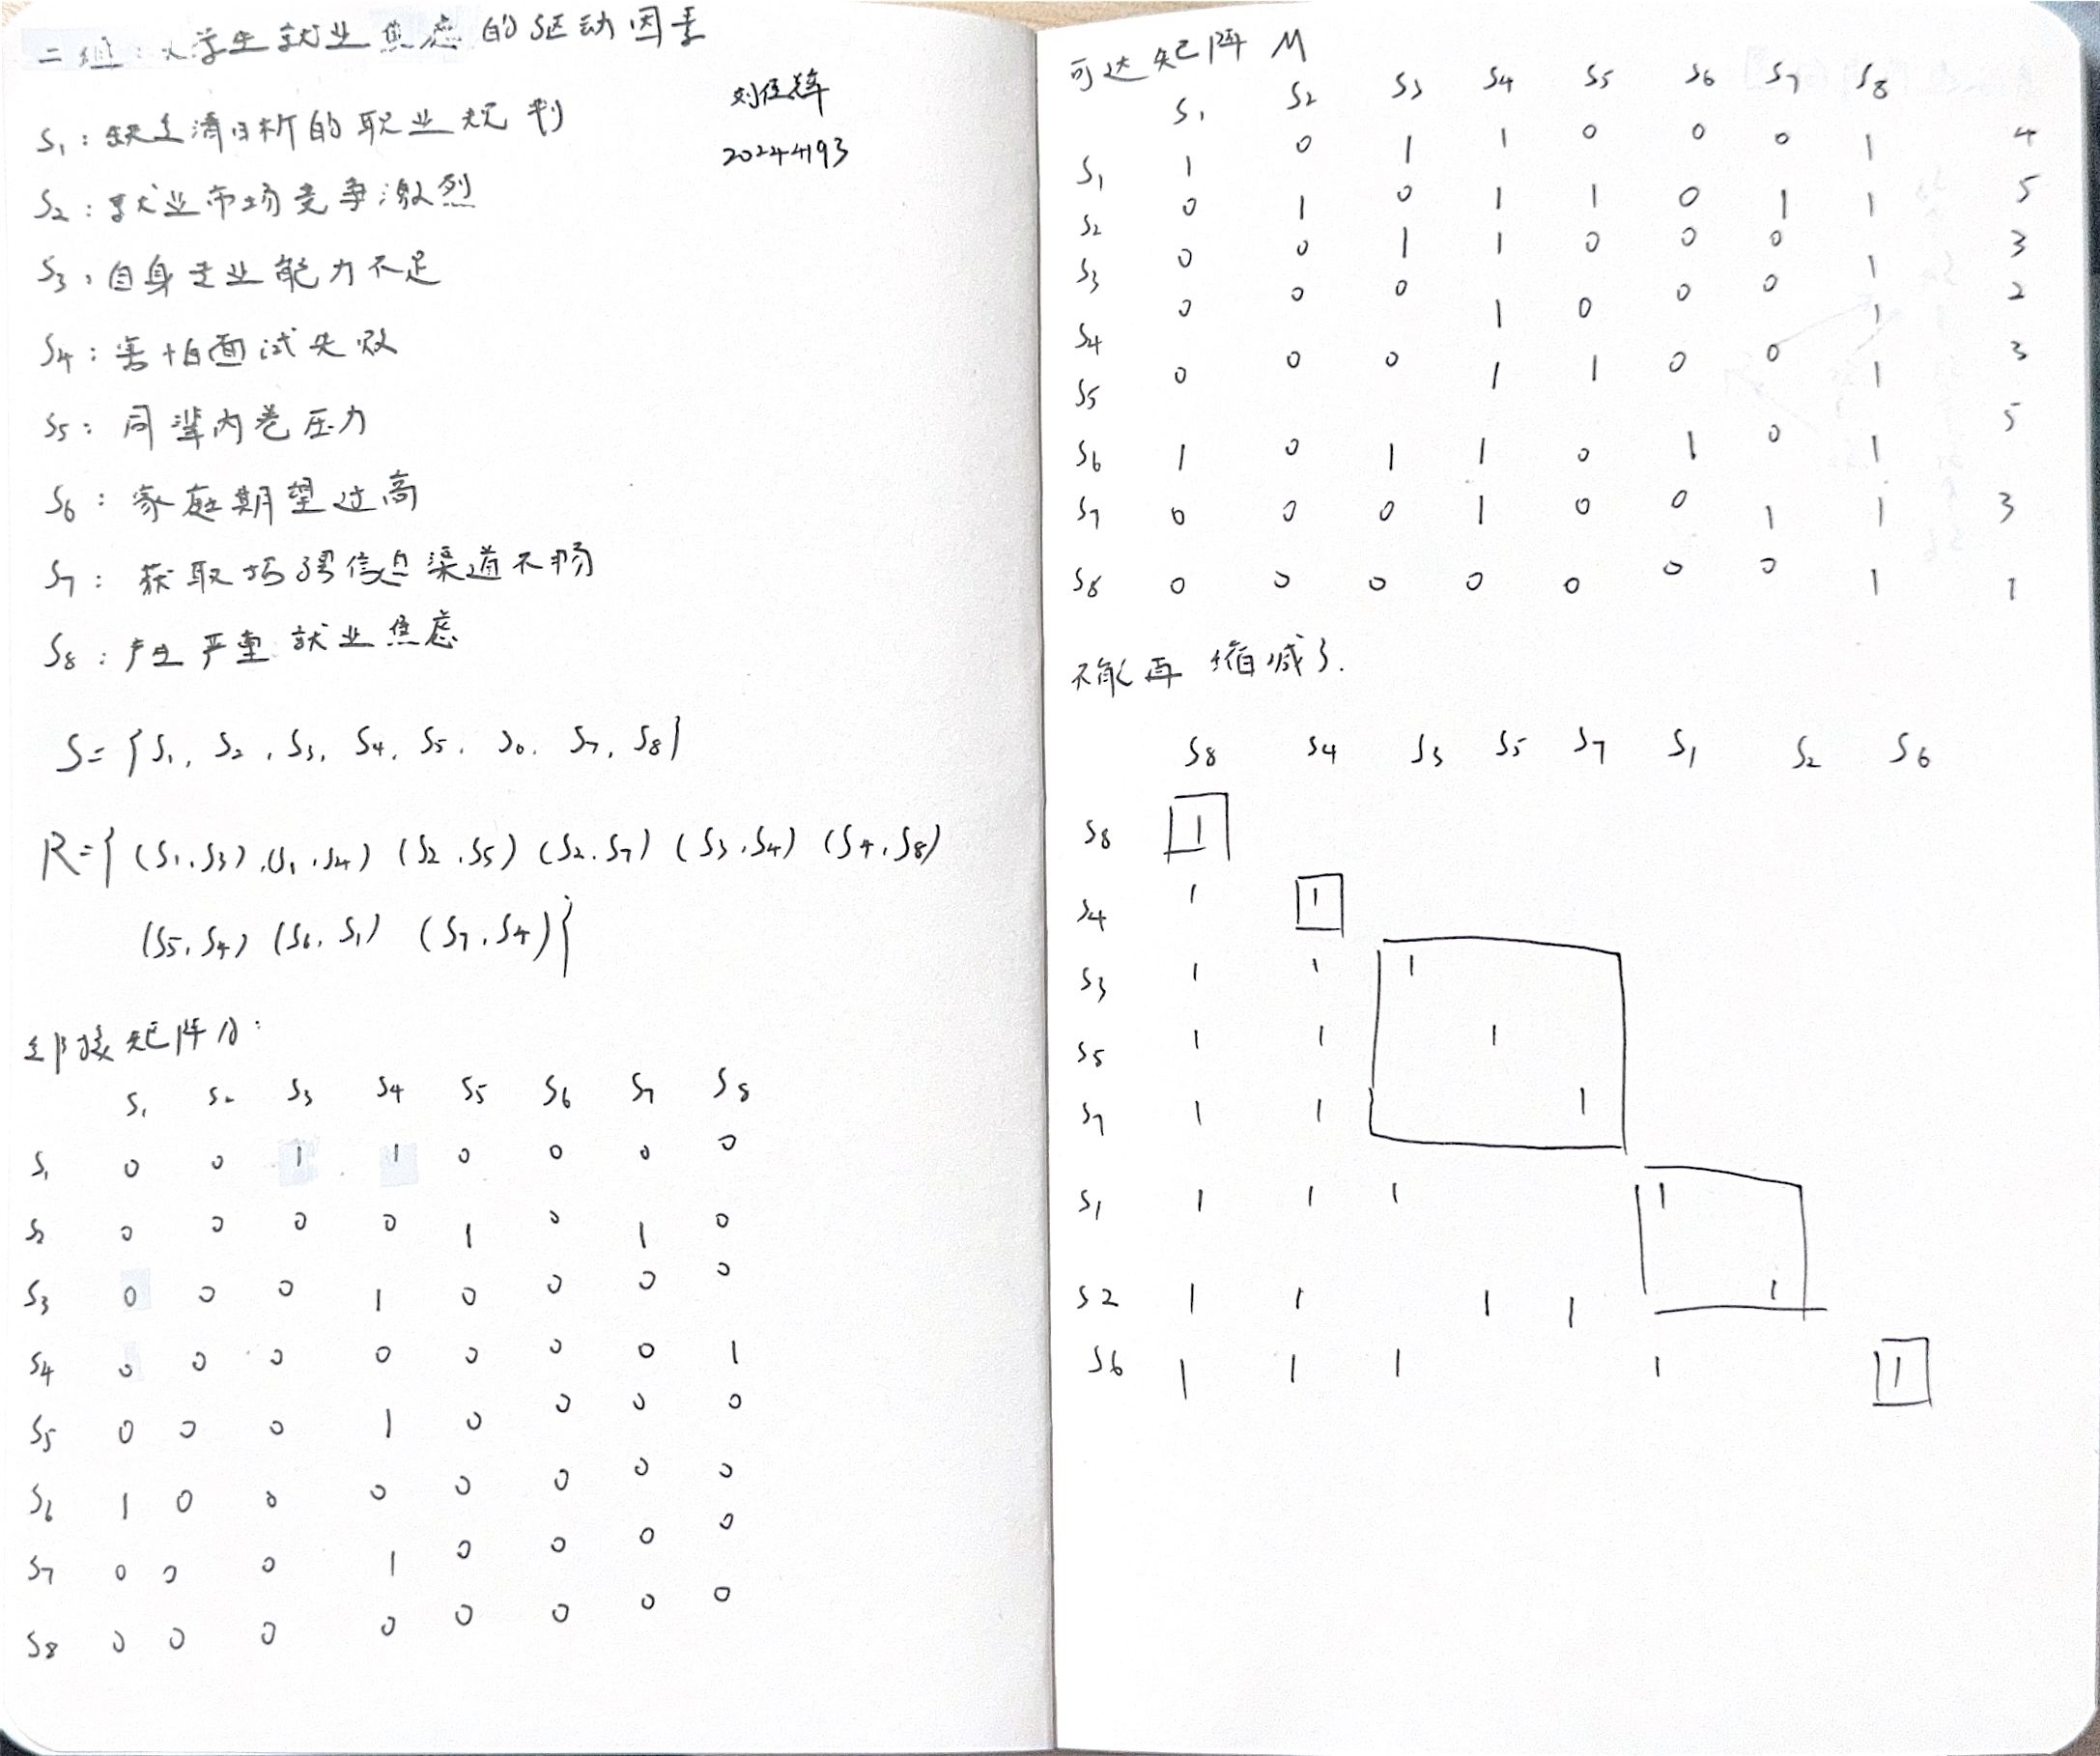 二组：大学生就业焦虑的驱动因素
20244193
S1：缺乏清晰的职业规划
S2：就业市场竞争激烈
S3：自身专业能力不足
S4：害怕面试失败
S5：同辈内卷压力
S6：家庭期望过高
S7：获取招聘信息渠道不畅
S8：产生严重就业焦虑
S={S1, S2, S3, S4, S5, S6, S7, S8}
R={(S1,S3),(S1,S4) (S2,S5) (S2,S7) (S3,S4) (S4,S8)
(S5,S4) (S6,S1) (S7,S4)}
邻接矩阵A：
S1 S2 S3 S4 S5 S6 S7 S8
S1 0 0 1 1 0 0 0 0
S2 0 0 0 0 1 0 1 0
S3 0 0 0 1 0 0 0 0
S4 0 0 0 0 0 0 0 1
S5 0 0 0 1 0 0 0 0
S6 1 0 0 0 0 0 0 0
S7 0 0 0 1 0 0 0 0
S8 0 0 0 0 0 0 0 0
可达矩阵 M
S1 S2 S3 S4 S5 S6 S7 S8
S1 1 0 1 1 0 0 0 1 4
S2 0 1 0 1 1 0 1 1 5
S3 0 0 1 1 0 0 0 1 3
S4 0 0 0 1 0 0 0 1 2
S5 0 0 0 1 1 0 0 1 3
S6 1 0 1 1 0 1 0 1 5
S7 0 0 0 1 0 0 1 1 3
S8 0 0 0 0 0 0 0 1 1
不能再缩减了.
S8 S4 S3 S5 S7 S1 S2 S6
S8 1
S4 1 1
S3 1 1 1
S5 1 1 1
S7 1 1 1
S1 1 1 1 1
S2 1 1 1 1 1
S6 1 1 1 1 1